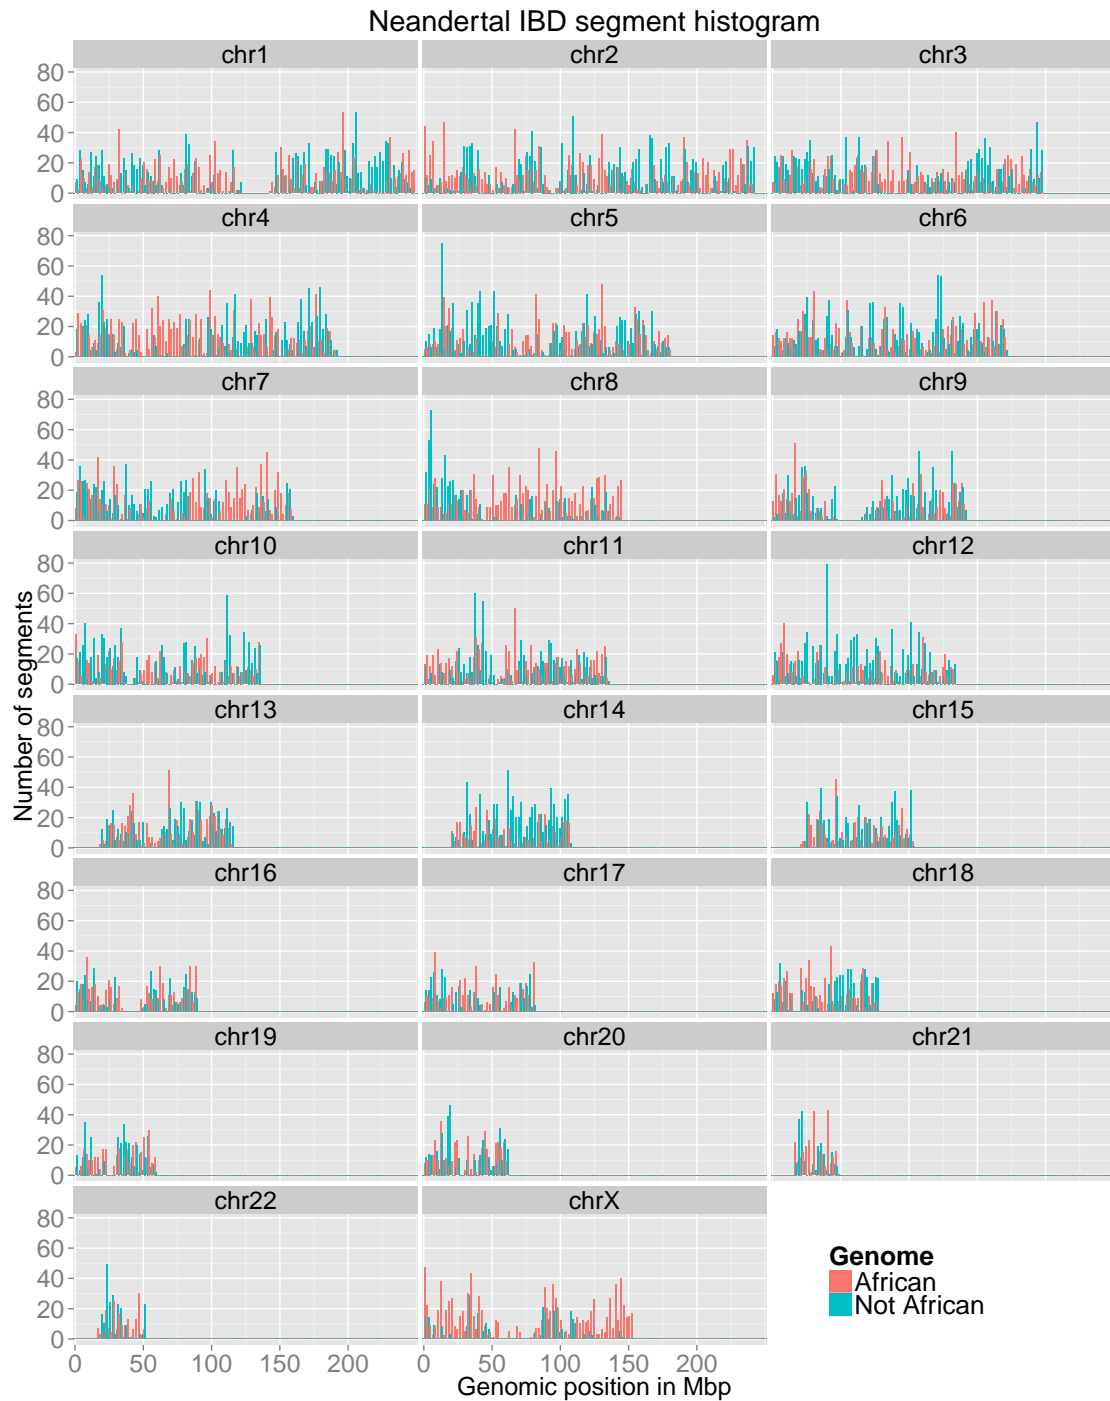 Neandertal IBD segment histogram
chr1 chr2 chr3
80
60
40
20
0
chr4 chr5 chr6
80
60
40
20
0
chr7 chr8 chr9
80
60
40
20
0
chr10 chr11 chr12
80
60
40
20
0
Number of segments
chr13 chr14 chr15
80
60
40
20
0
chr16 chr17 chr18
80
60
40
20
0
chr19 chr20 chr21
80
60
40
20
0
chr22 chrX
80
60
40
20
0
Genome
African
Not African
0 50 100 150 200 0 50 100 150 200
Genomic position in Mbp